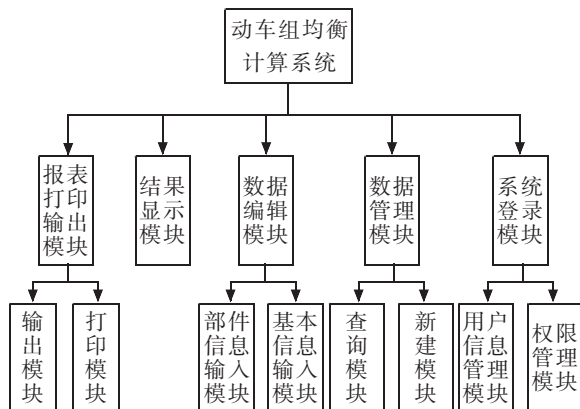 动车组均衡
计算系统
报表
打印
输出
模块
结果
显示
模块
数据
编辑
模块
数据
管理
模块
系统
登录
模块
输
出
模
块
打
印
模
块
部件
信息
输入
模块
基本
信息
输入
模块
查
询
模
块
新
建
模
块
用户
信息
管理
模块
权限
管理
模块